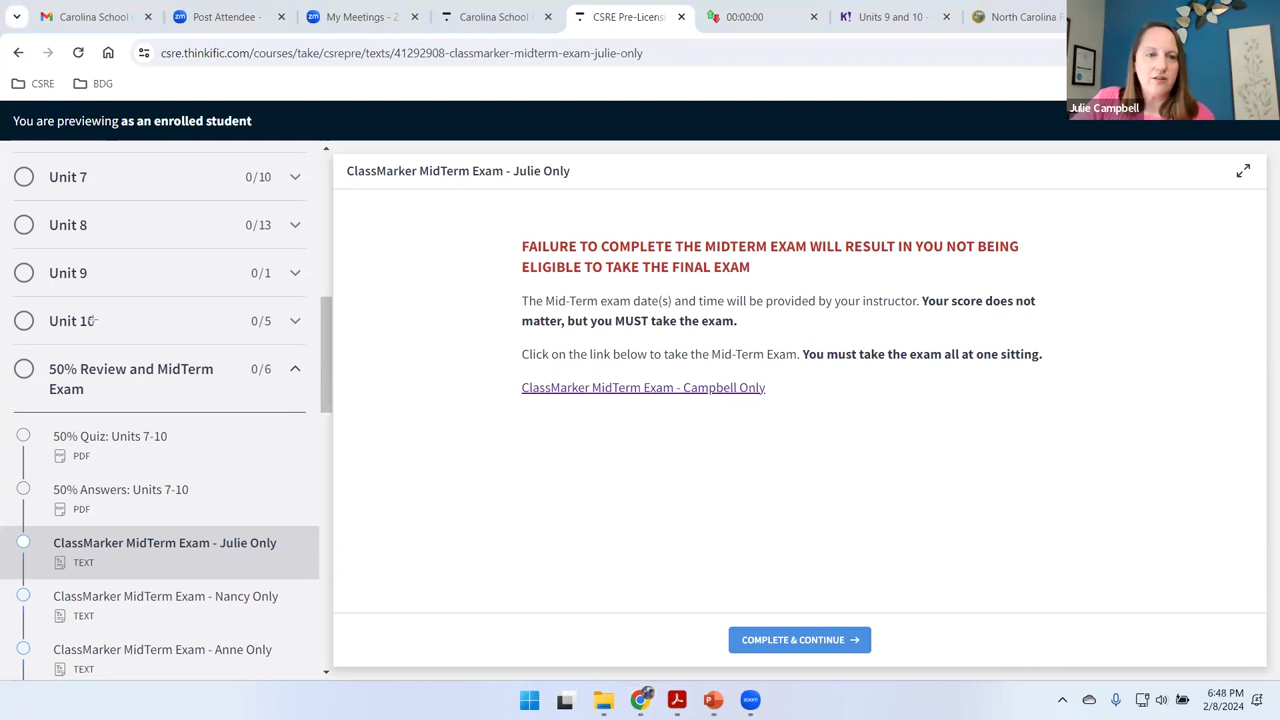 Carolina School
Post Attendee -
My Meetings - Z
Carolina School
CSRE Pre-Licens
00:00:00
Units 9 and 10 -
North Carolina R
csre.thinkific.com/courses/take/csrepre/texts/41292908-classmarker-midterm-exam-julie-only
CSRE
BDG
Julie Campbell
You are previewing as an enrolled student
Unit 7 0/10
Unit 8 0/13
Unit 9 0/1
Unit 10 0/5
50% Review and MidTerm 0/6
Exam
50% Quiz: Units 7-10
PDF
50% Answers: Units 7-10
PDF
ClassMarker MidTerm Exam - Julie Only
TEXT
ClassMarker MidTerm Exam - Nancy Only
TEXT
ClassMarker MidTerm Exam - Anne Only
TEXT
ClassMarker MidTerm Exam - Julie Only
FAILURE TO COMPLETE THE MIDTERM EXAM WILL RESULT IN YOU NOT BEING
ELIGIBLE TO TAKE THE FINAL EXAM
The Mid-Term exam date(s) and time will be provided by your instructor. Your score does not
matter, but you MUST take the exam.
Click on the link below to take the Mid-Term Exam. You must take the exam all at one sitting.
ClassMarker MidTerm Exam - Campbell Only
COMPLETE & CONTINUE
6:48 PM
2/8/2024